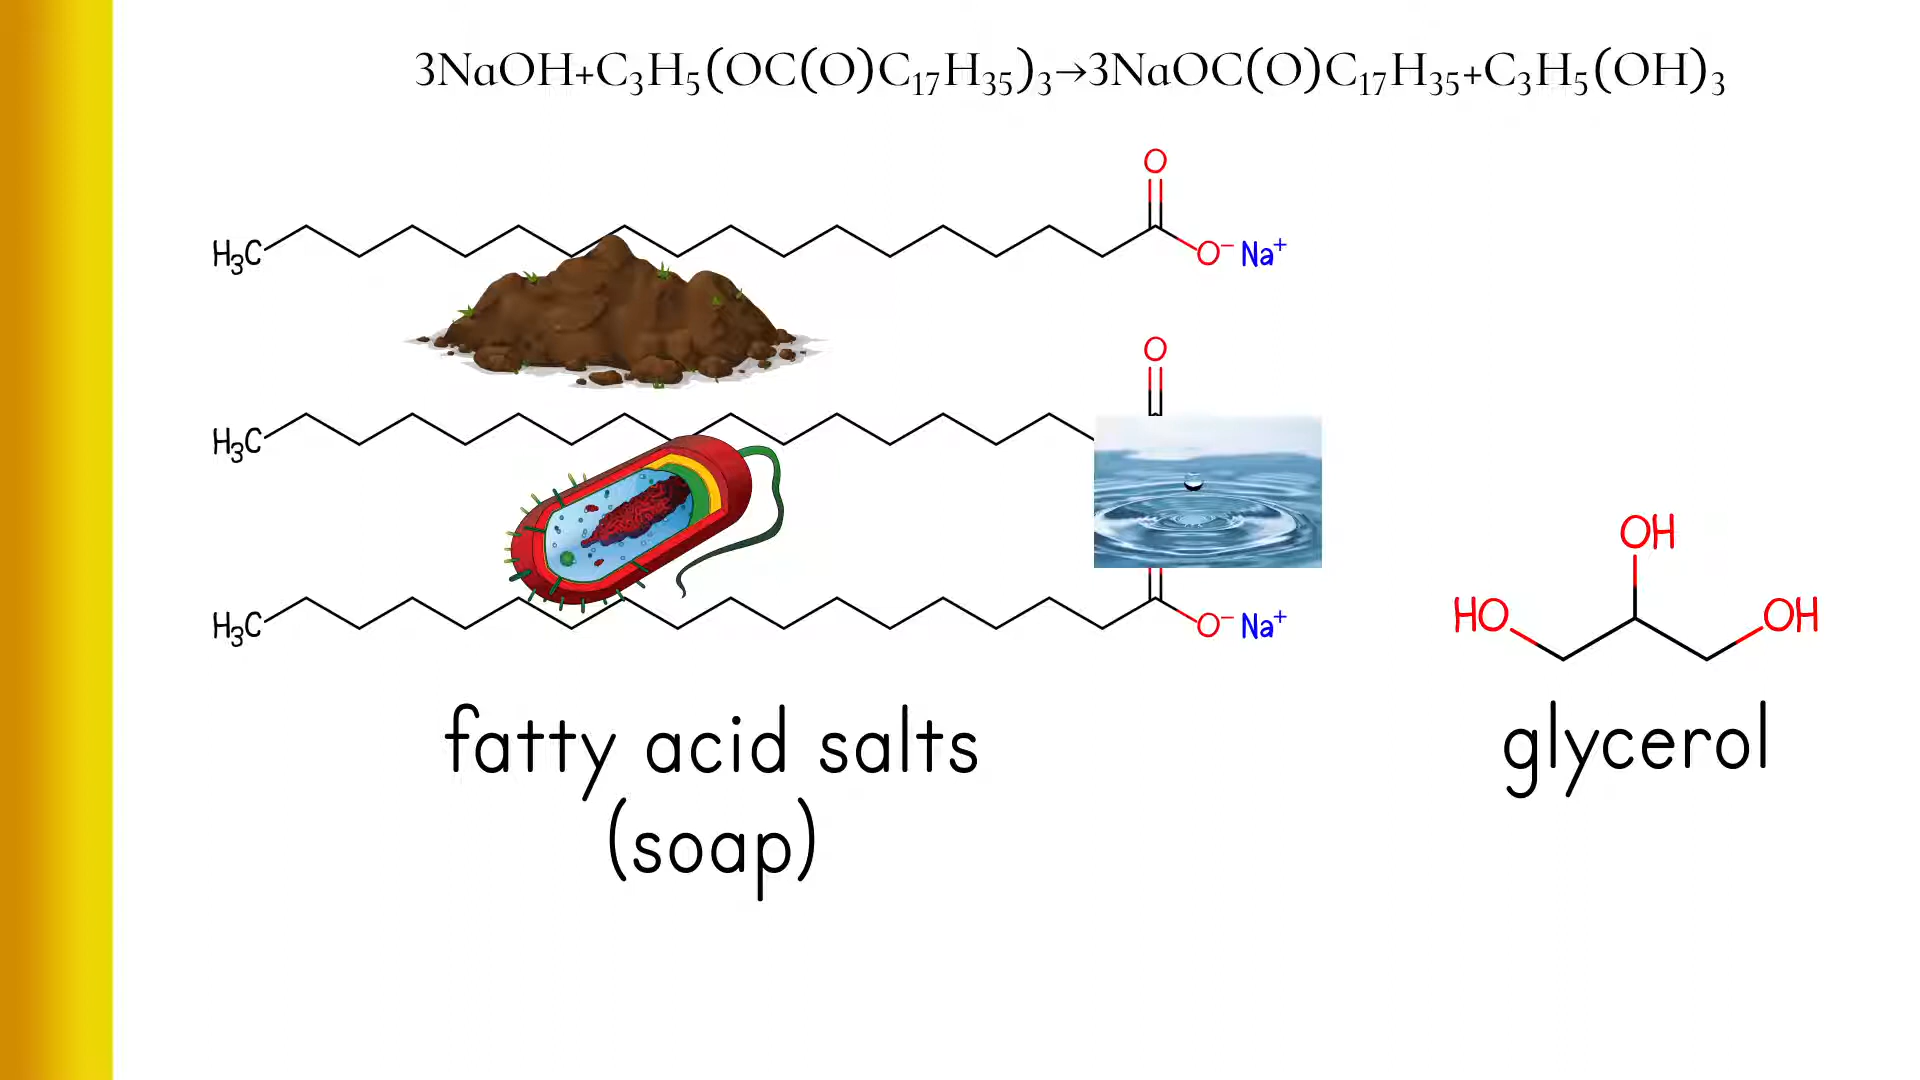 3NaOH+C₃H₅(OC(O)C₁₇H₃₅)₃→3NaOC(O)C₁₇H₃₅+C₃H₅(OH)₃
O
H₃C O⁻ Na⁺
O
H₃C
OH
H₃C O⁻ Na⁺ HO OH
fatty acid salts glycerol
(soap)